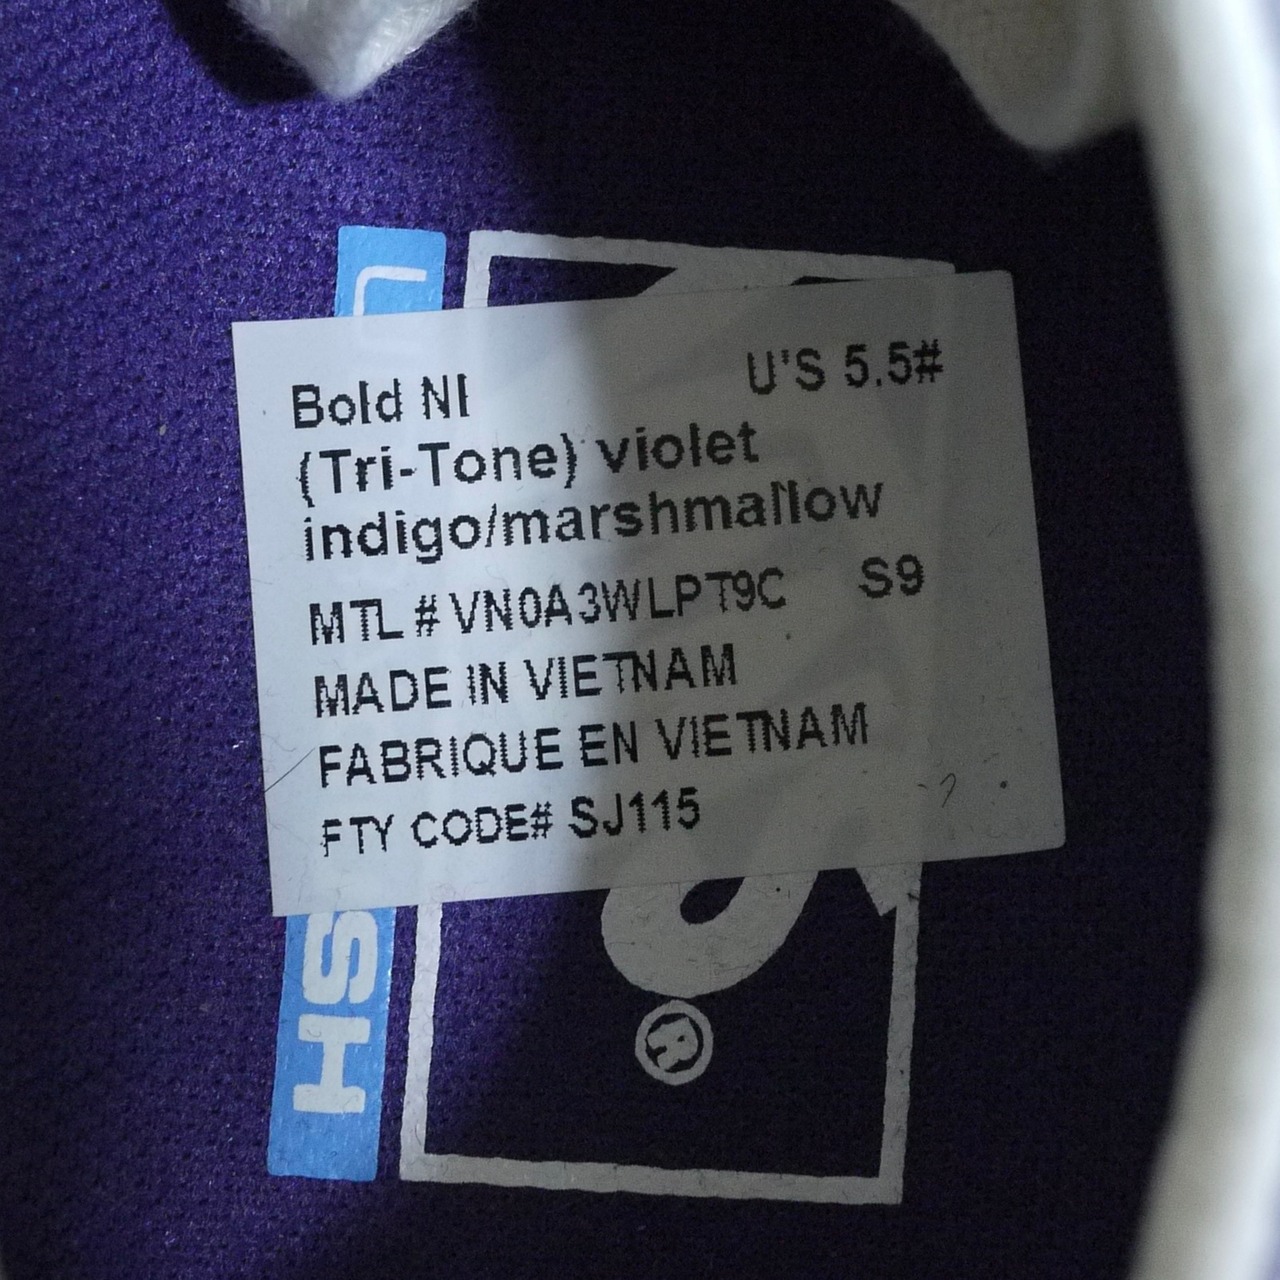 Bold NI U'S 5.5#
(Tri-Tone) violet
indigo/marshmallow
MTL # VN0A3WLPT9C S9
MADE IN VIETNAM
FABRIQUE EN VIETNAM
FTY CODE# SJ115